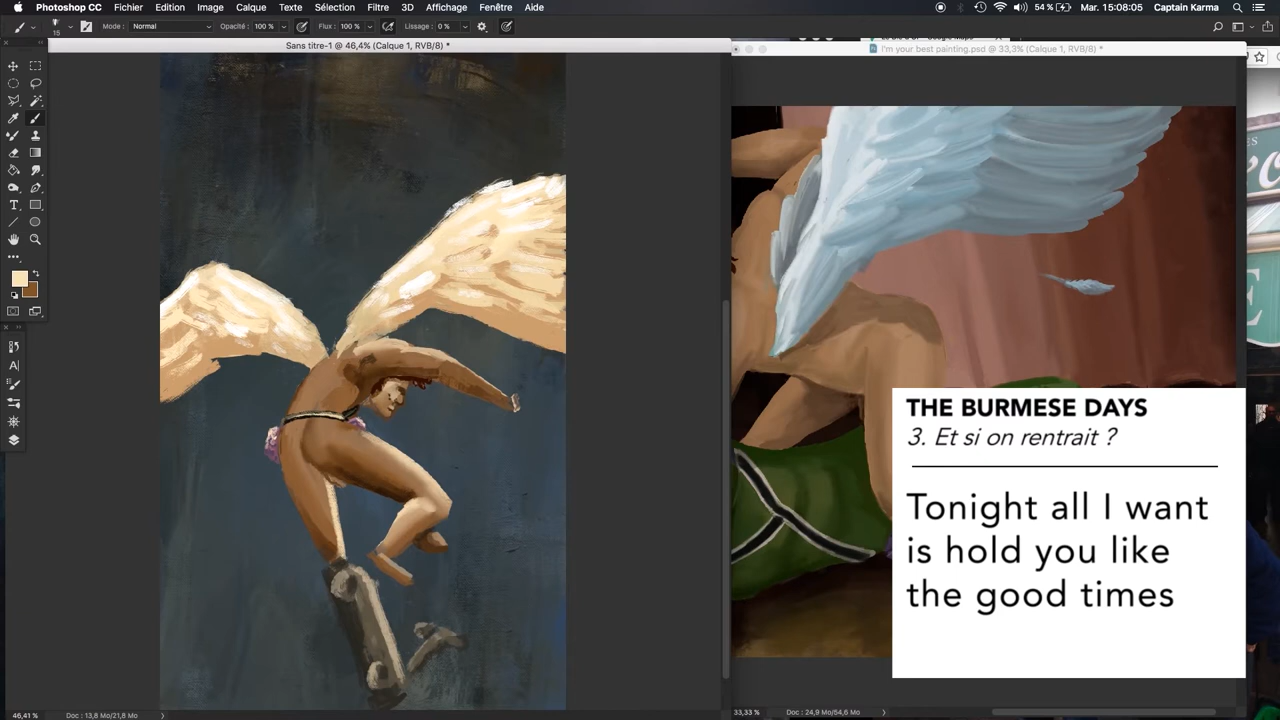 Photoshop CC Fichier Edition Image Calque Texte Sélection Filtre 3D Affichage Fenêtre Aide 54 % Mar. 15:08:05 Captain Karma
15 Mode : Normal Opacité : 100 % Flux : 100 % Lissage : 0 %
Sans titre-1 @ 46,4% (Calque 1, RVB/8) *
I'm your best painting.psd @ 33,3% (Calque 1, RVB/8) *
THE BURMESE DAYS
3. Et si on rentrait ?
Tonight all I want
is hold you like
the good times
46,41 % Doc : 13,8 Mo/21,8 Mo
33,33 % Doc : 24,9 Mo/54,6 Mo